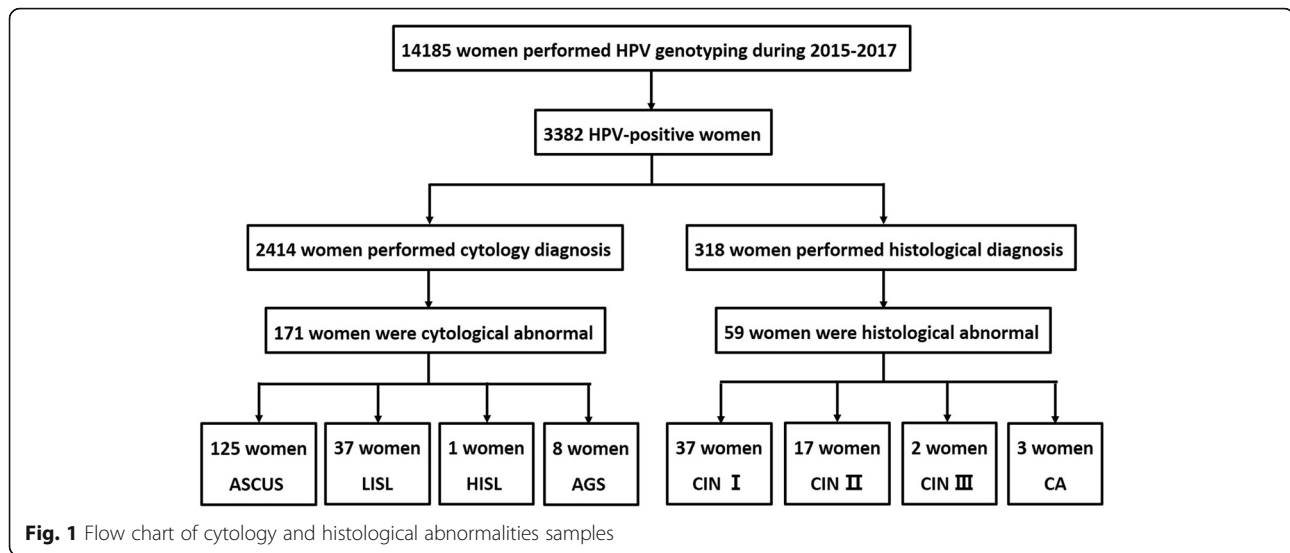 14185 women performed HPV genotyping during 2015-2017
3382 HPV-positive women
2414 women performed cytology diagnosis
318 women performed histological diagnosis
171 women were cytological abnormal
59 women were histological abnormal
125 women
ASCUS
37 women
LISL
1 women
HISL
8 women
AGS
37 women
CIN Ⅰ
17 women
CIN Ⅱ
2 women
CIN Ⅲ
3 women
CA
Fig. 1 Flow chart of cytology and histological abnormalities samples